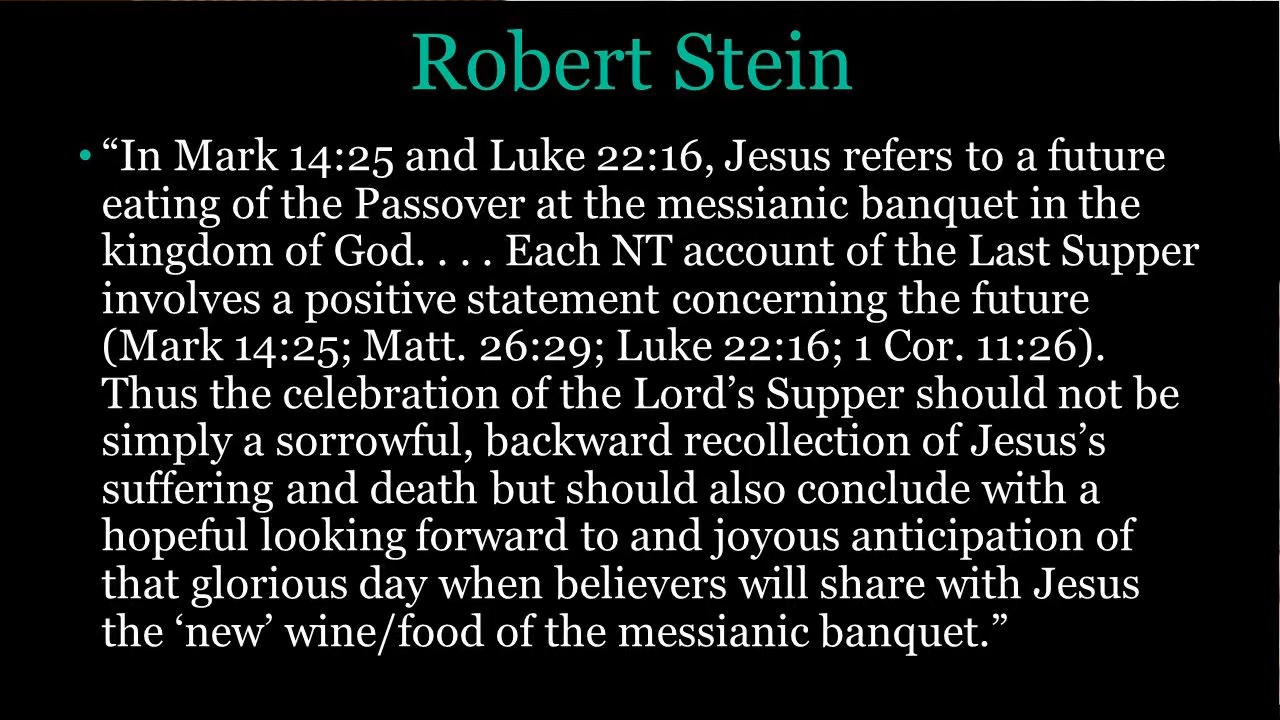 Robert Stein
• “In Mark 14:25 and Luke 22:16, Jesus refers to a future
eating of the Passover at the messianic banquet in the
kingdom of God. . . . Each NT account of the Last Supper
involves a positive statement concerning the future
(Mark 14:25; Matt. 26:29; Luke 22:16; 1 Cor. 11:26).
Thus the celebration of the Lord’s Supper should not be
simply a sorrowful, backward recollection of Jesus’s
suffering and death but should also conclude with a
hopeful looking forward to and joyous anticipation of
that glorious day when believers will share with Jesus
the ‘new’ wine/food of the messianic banquet.”